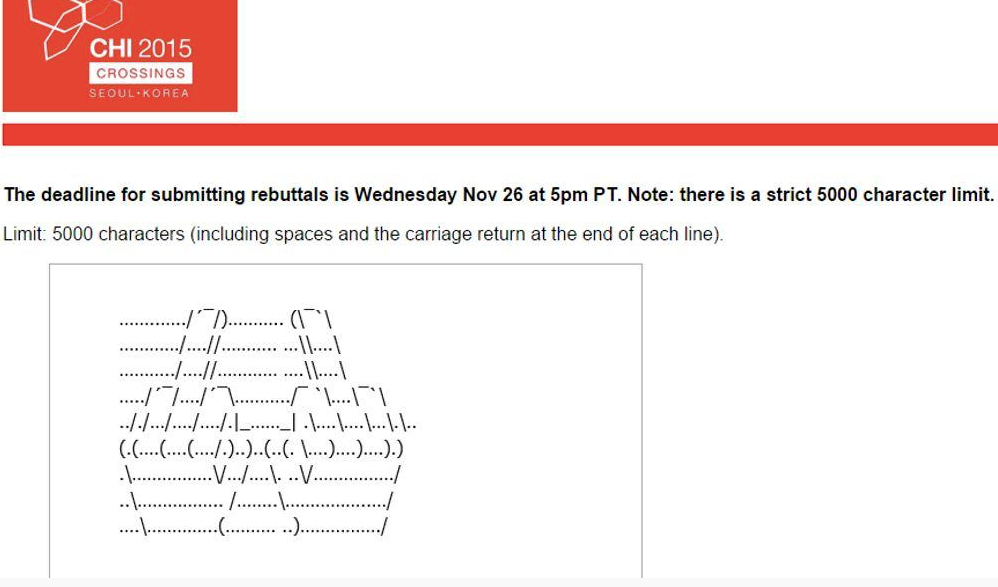 CHI 2015
CROSSINGS
SEOUL•KOREA
The deadline for submitting rebuttals is Wednesday Nov 26 at 5pm PT. Note: there is a strict 5000 character limit.
Limit: 5000 characters (including spaces and the carriage return at the end of each line).
............./´¯/)........... (\¯`\
............/....//........... ...\\....\
.........../....//............ ....\\....\
...../´¯/..../´¯\.........../¯ `\....\¯`\
.././.../..../..../.|_......._| .\....\....\...\.\..
(.(....(....(..../.)..)..(..(. \....)....)....).)
.\................\/.../....\. ..\/................/
..\................. /........\..................../
....\..............(.......... ..)................/